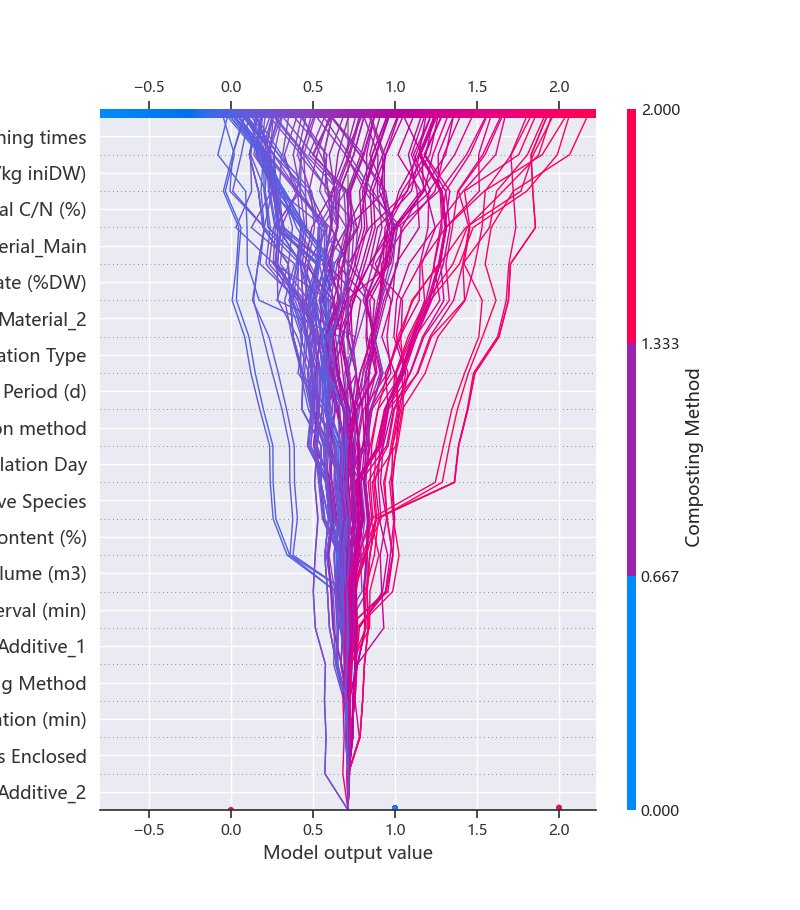 −0.5 0.0 0.5 1.0 1.5 2.0
ning times
/kg iniDW)
al C/N (%)
erial_Main
ate (%DW)
Material_2
ation Type
Period (d)
on method
lation Day
ve Species
ontent (%)
lume (m3)
erval (min)
Additive_1
g Method
ation (min)
s Enclosed
Additive_2
−0.5 0.0 0.5 1.0 1.5 2.0
Model output value
2.000
1.333
0.667
0.000
Composting Method